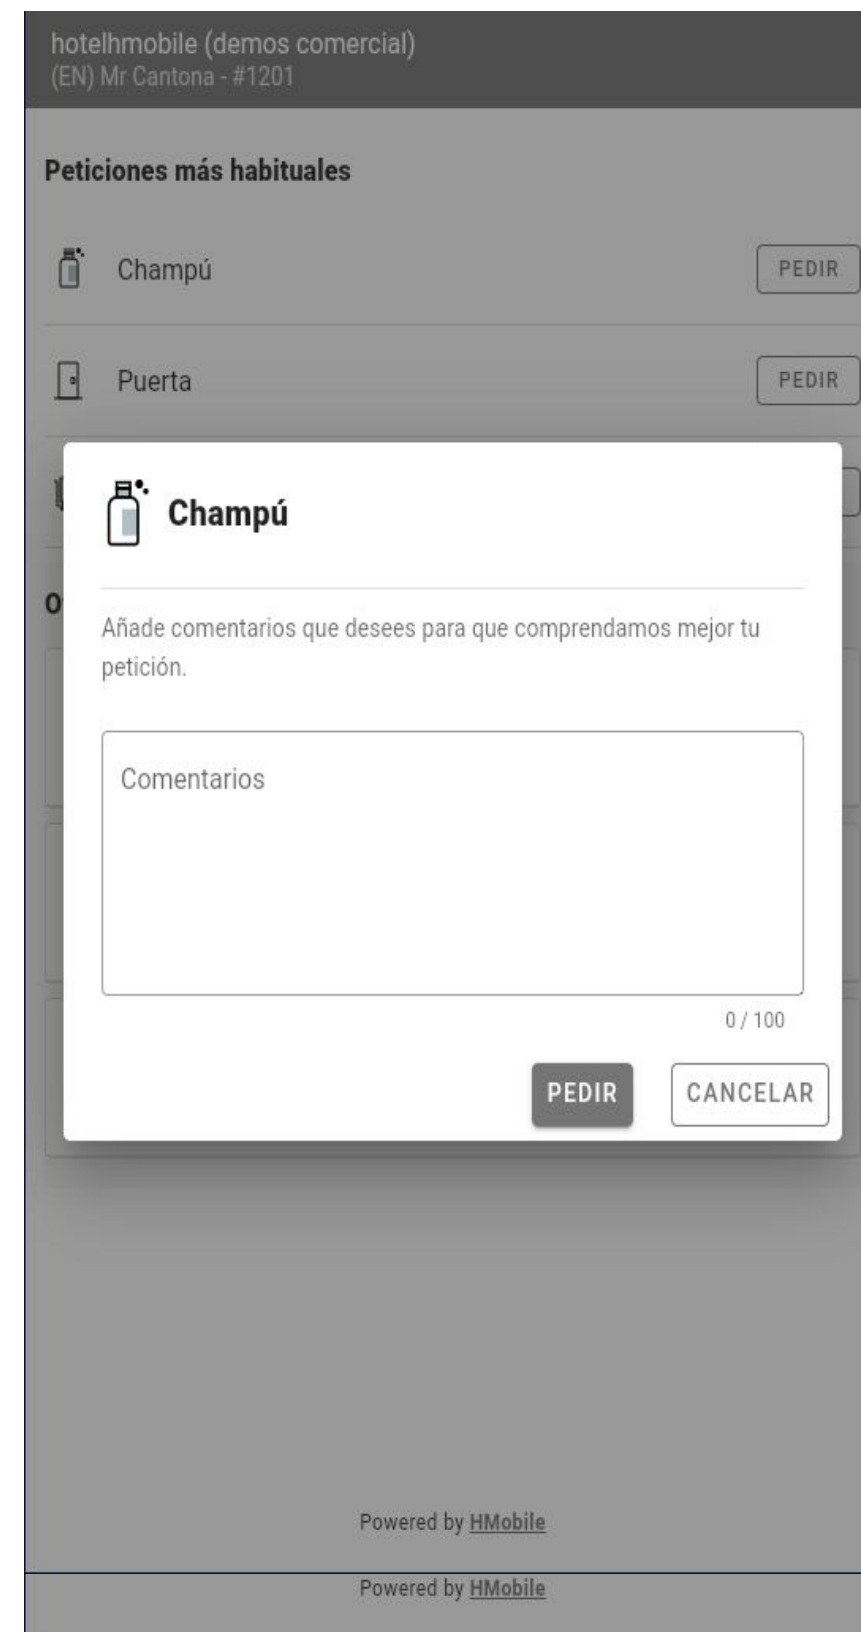 hotelhmobile (demos comercial)
(EN) Mr Cantona - #1201
Peticiones más habituales
Champú
PEDIR
Puerta
PEDIR
Champú
Añade comentarios que desees para que comprendamos mejor tu
petición.
Comentarios
0 / 100
PEDIR
CANCELAR
Powered by HMobile
Powered by HMobile